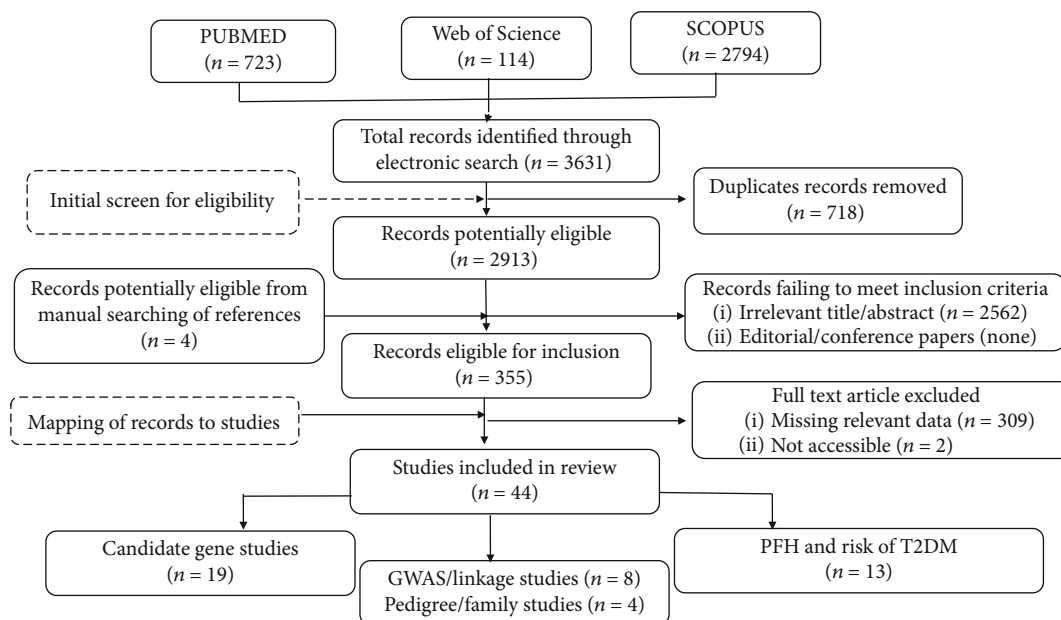 PUBMED
(n = 723)
Web of Science
(n = 114)
SCOPUS
(n = 2794)
Total records identified through
electronic search (n = 3631)
Initial screen for eligibility
Duplicates records removed
(n = 718)
Records potentially eligible
(n = 2913)
Records potentially eligible from
manual searching of references
(n = 4)
Records failing to meet inclusion criteria
(i) Irrelevant title/abstract (n = 2562)
(ii) Editorial/conference papers (none)
Records eligible for inclusion
(n = 355)
Mapping of records to studies
Full text article excluded
(i) Missing relevant data (n = 309)
(ii) Not accessible (n = 2)
Studies included in review
(n = 44)
Candidate gene studies
(n = 19)
GWAS/linkage studies (n = 8)
Pedigree/family studies (n = 4)
PFH and risk of T2DM
(n = 13)